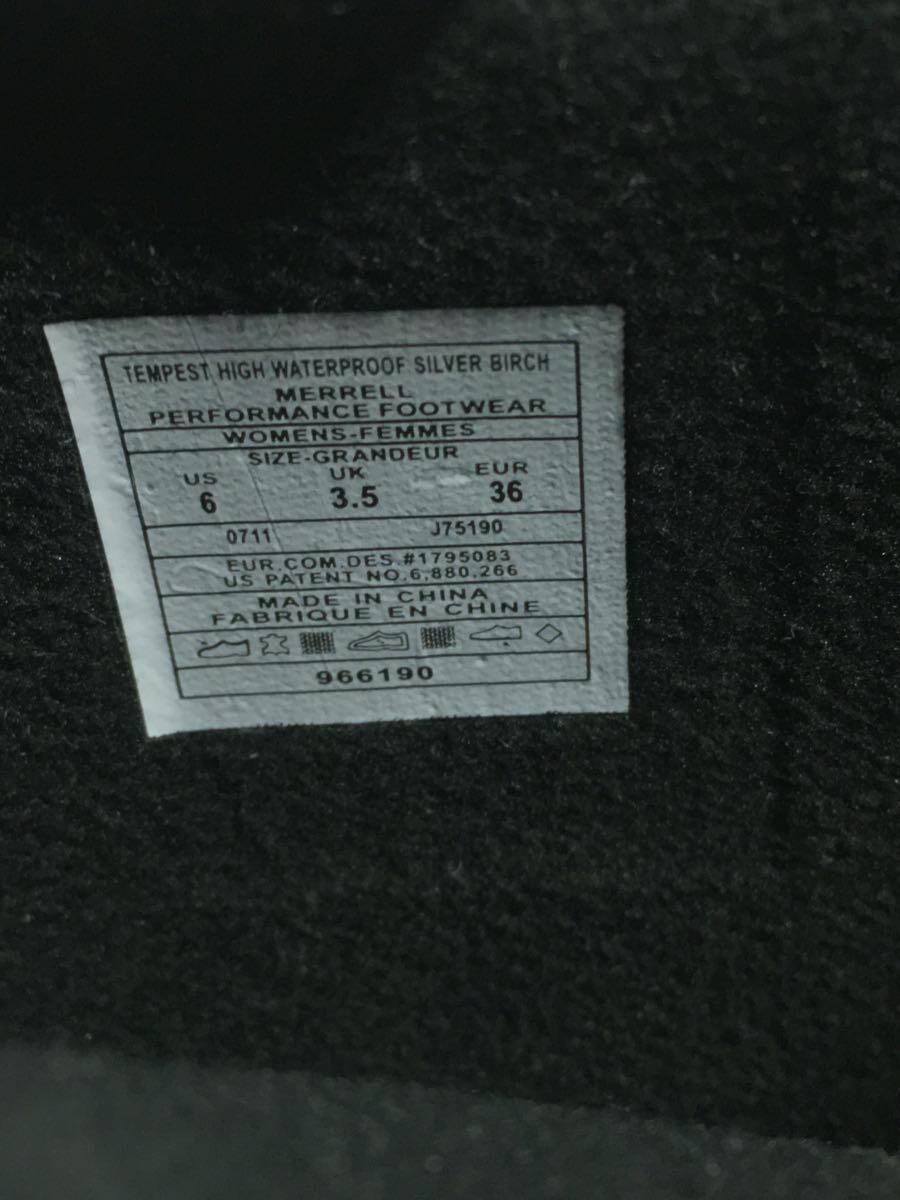 TEMPEST HIGH WATERPROOF SILVER BIRCH
MERRELL
PERFORMANCE FOOTWEAR
WOMENS-FEMMES
SIZE-GRANDEUR
US UK EUR
6 3.5 36
0711 J75190
EUR.COM.DES.#1795083
US PATENT NO.6,880,266
MADE IN CHINA
FABRIQUE EN CHINE
966190